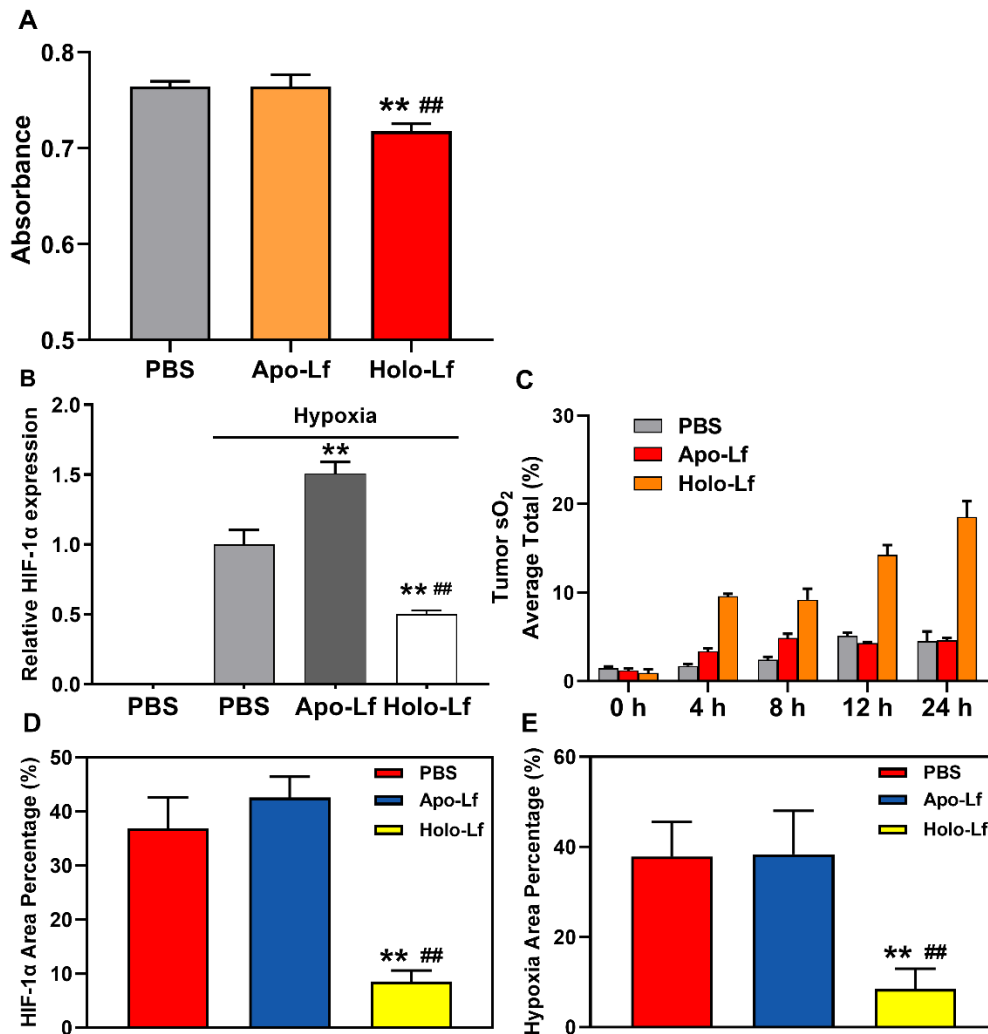 A
Absorbance
0.8
0.7
0.6
0.5
** ##
PBS Apo-Lf Holo-Lf
B
Relative HIF-1α expression
2.0
1.5
1.0
0.5
0.0
Hypoxia
**
** ##
PBS PBS Apo-Lf Holo-Lf
C
Tumor sO2
Average Total (%)
30
20
10
0
PBS
Apo-Lf
Holo-Lf
0 h 4 h 8 h 12 h 24 h
D
HIF-1α Area Percentage (%)
50
40
30
20
10
0
PBS
Apo-Lf
Holo-Lf
** ##
E
Hypoxia Area Percentage (%)
60
40
20
0
PBS
Apo-Lf
Holo-Lf
** ##